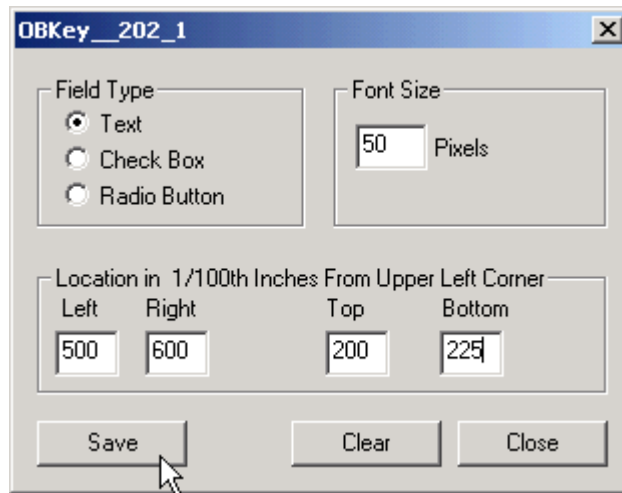 OBKey__202_1
Field Type
Text
Check Box
Radio Button
Font Size
50 Pixels
Location in 1/100th Inches From Upper Left Corner
Left Right Top Bottom
500 600 200 225
Save Clear Close